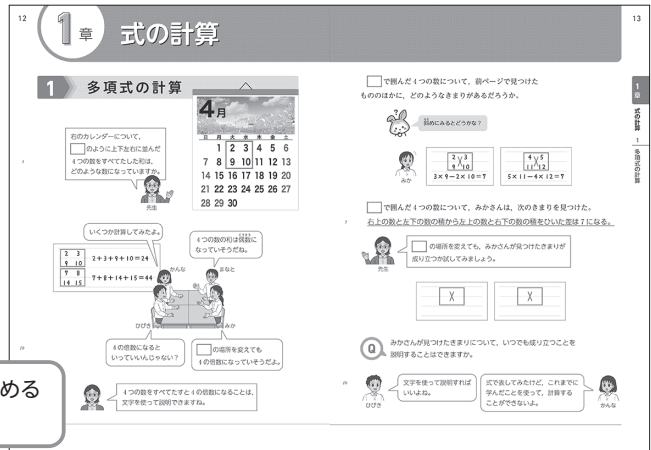 12
1章 式の計算
1 多項式の計算
右のカレンダーについて、
□のように上下左右に並んだ
4つの数をすべてたした和は、
どのような数になっていますか。
先生
4月
日 月 火 水 木 金 土
1 2 3 4 5 6
7 8 9 10 11 12 13
14 15 16 17 18 19 20
21 22 23 24 25 26 27
28 29 30
いくつか計算してみたよ。
2 3
9 10
2+3+9+10=24
7 8
14 15
7+8+14+15=44
4つの数の和は偶数に
なっていそうだね。
かんな
まなと
ひびき
みか
4の倍数になると
いっていいんじゃない?
□の場所を変えても
4の倍数になっていそうだよ。
4つの数をすべてたすと4の倍数になることは、
文字を使って説明できますね。
める
13
1章 式の計算 1 多項式の計算
□で囲んだ4つの数について、前ページで見つけた
もののほかに、どのようなきまりがあるだろうか。
斜めにみるとどうかな?
みか
2 3
9 10
3×9−2×10=7
4 5
11 12
5×11−4×12=7
□で囲んだ4つの数について、みかさんは、次のきまりを見つけた。
右上の数と左下の数の積から左上の数と右下の数の積をひいた差は7になる。
先生
□の場所を変えても、みかさんが見つけたきまりが
成り立つか試してみましょう。
Q
みかさんが見つけたきまりについて、いつでも成り立つことを
説明することはできますか。
ひびき
文字を使って説明すれば
いいよね。
式で表してみたけど、これまでに
学んだことを使って、計算する
ことができないよ。
かんな